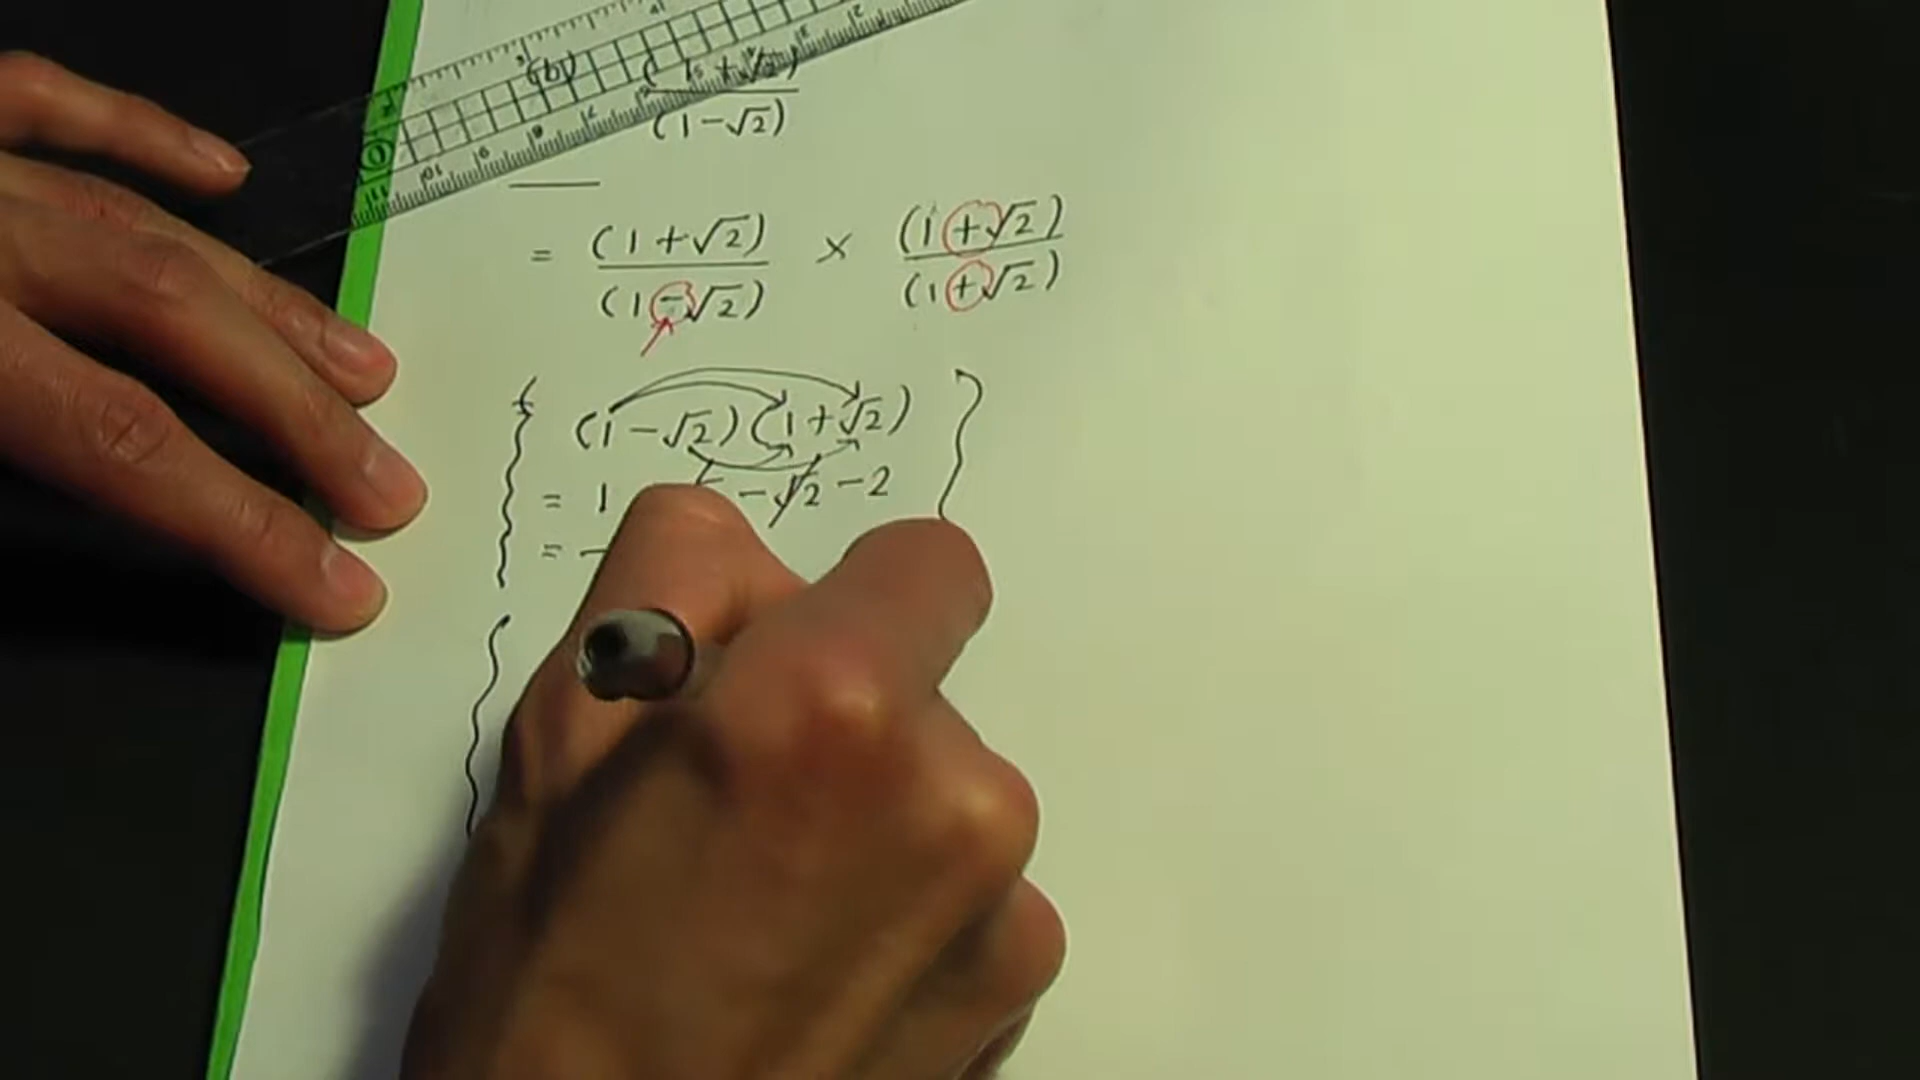 (b) (1+√2)
(1-√2)
= (1+√2) × (1+√2)
(1-√2) (1+√2)
(1-√2)(1+√2)
= 1 -√2 -2
= -